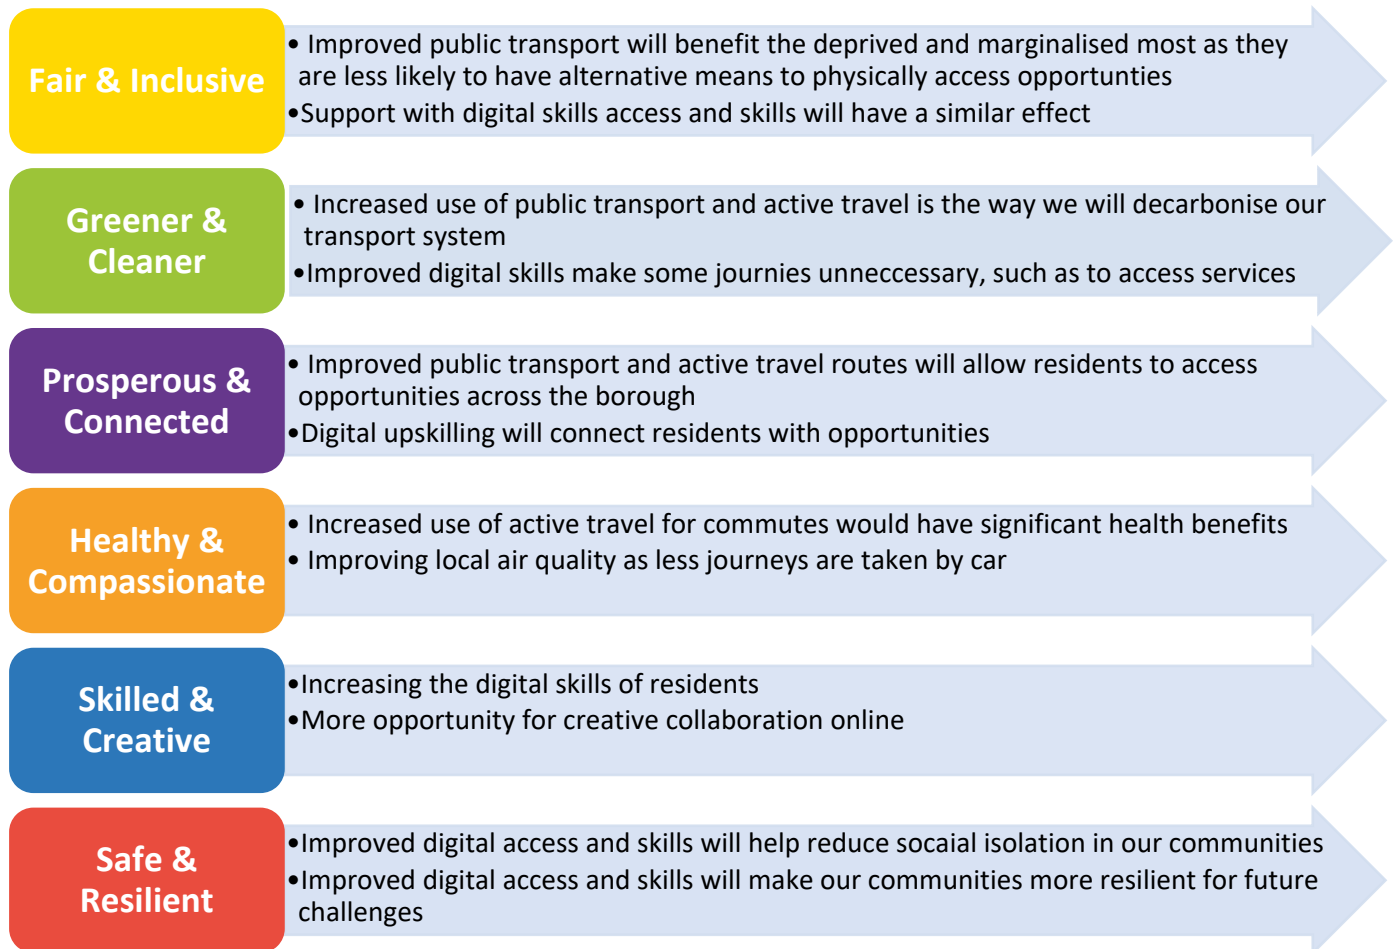 Fair & Inclusive
• Improved public transport will benefit the deprived and marginalised most as they
are less likely to have alternative means to physically access opportunties
•Support with digital skills access and skills will have a similar effect
Greener &
Cleaner
• Increased use of public transport and active travel is the way we will decarbonise our
transport system
•Improved digital skills make some journies unneccessary, such as to access services
Prosperous &
Connected
• Improved public transport and active travel routes will allow residents to access
opportunities across the borough
•Digital upskilling will connect residents with opportunities
Healthy &
Compassionate
• Increased use of active travel for commutes would have significant health benefits
• Improving local air quality as less journeys are taken by car
Skilled &
Creative
•Increasing the digital skills of residents
•More opportunity for creative collaboration online
Safe &
Resilient
•Improved digital access and skills will help reduce socaial isolation in our communities
•Improved digital access and skills will make our communities more resilient for future
challenges